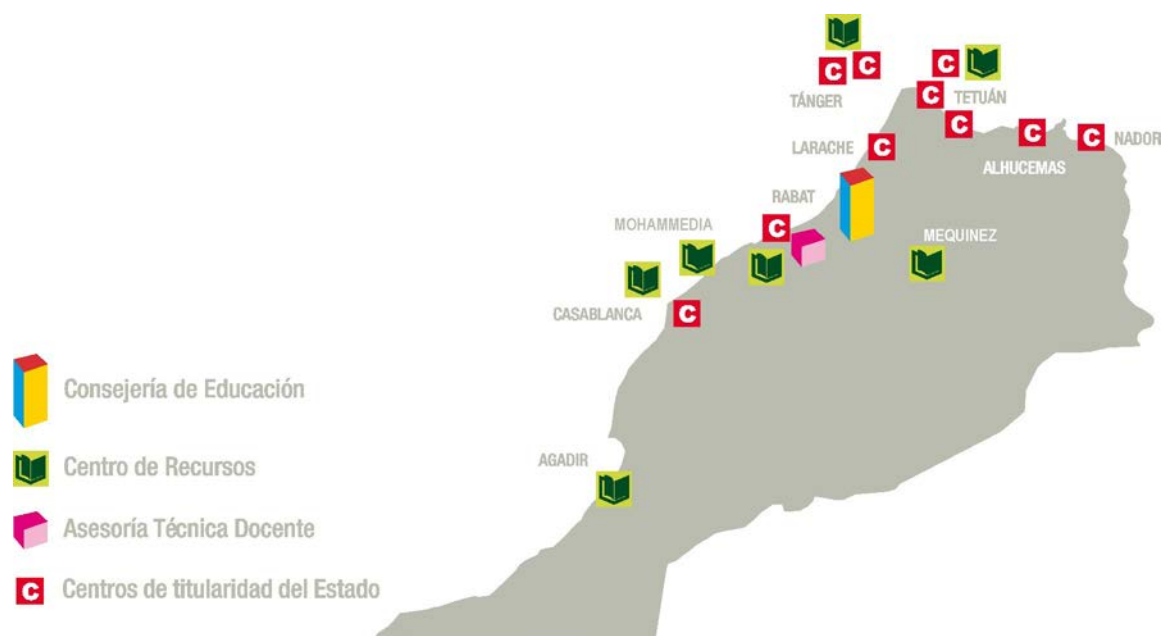 TÁNGER
TETUÁN
LARACHE
NADOR
ALHUCEMAS
RABAT
MOHAMMEDIA
MEQUINEZ
CASABLANCA
AGADIR
Consejería de Educación
Centro de Recursos
Asesoría Técnica Docente
C Centros de titularidad del Estado
C
C
C
C
C
C
C
C
C
C